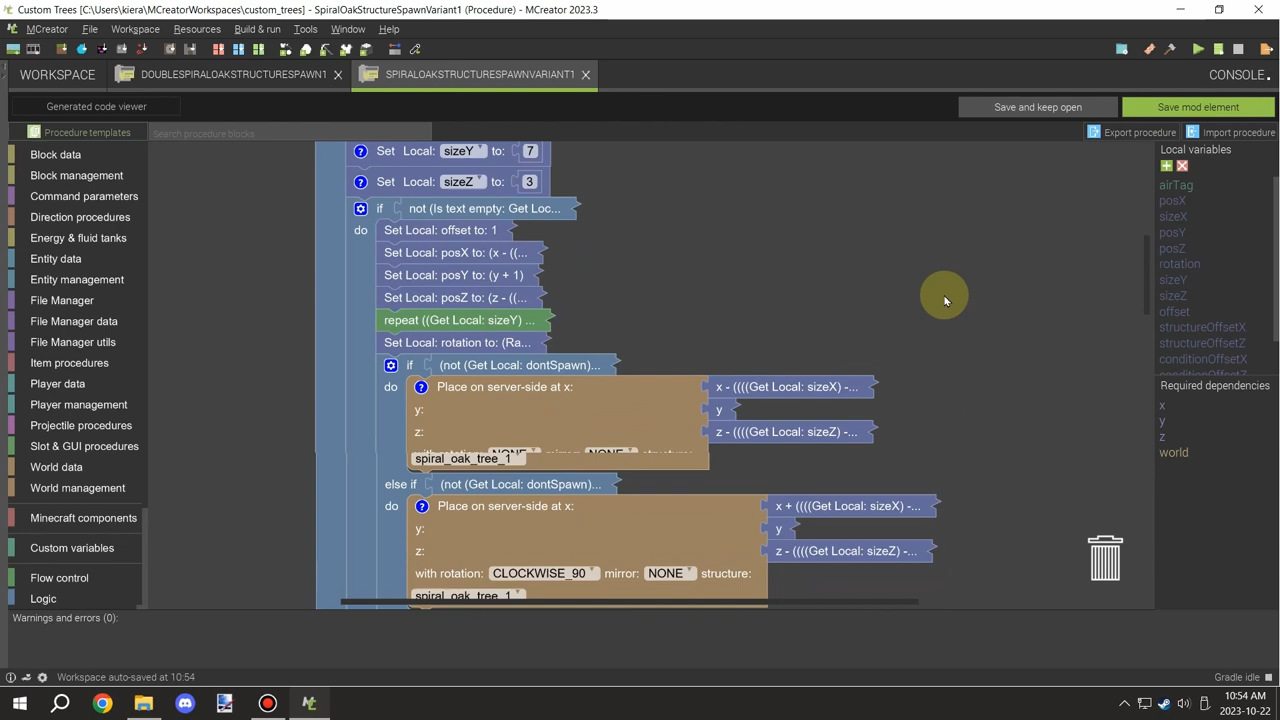 Custom Trees [C:\Users\kiera\MCreatorWorkspaces\custom_trees] - SpiralOakStructureSpawnVariant1 (Procedure) - MCreator 2023.3
MCreator File Workspace Resources Build & run Tools Window Help
WORKSPACE DOUBLESPIRALOAKSTRUCTURESPAWN1 SPIRALOAKSTRUCTURESPAWNVARIANT1 CONSOLE
Generated code viewer Save and keep open Save mod element
Procedure templates Search procedure blocks Export procedure Import procedure
Block data
Block management
Command parameters
Direction procedures
Energy & fluid tanks
Entity data
Entity management
File Manager
File Manager data
File Manager utils
Item procedures
Player data
Player management
Projectile procedures
Slot & GUI procedures
World data
World management
Minecraft components
Custom variables
Flow control
Logic
? Set Local: sizeY to: 7
? Set Local: sizeZ to: 3
if not (Is text empty: Get Loc...
do Set Local: offset to: 1
Set Local: posX to: (x - ((...
Set Local: posY to: (y + 1)
Set Local: posZ to: (z - ((...
repeat ((Get Local: sizeY) ...
Set Local: rotation to: (Ra...
if (not (Get Local: dontSpawn)...
do ? Place on server-side at x: x - ((((Get Local: sizeX) -...
y: y
z: z - ((((Get Local: sizeZ) -...
with rotation: NONE mirror: NONE structure:
spiral_oak_tree_1
else if (not (Get Local: dontSpawn)...
do ? Place on server-side at x: x + ((((Get Local: sizeX) -...
y: y
z: z - ((((Get Local: sizeZ) -...
with rotation: CLOCKWISE_90 mirror: NONE structure:
spiral_oak_tree_1
Local variables
airTag
posX
sizeX
posY
posZ
rotation
sizeY
sizeZ
offset
structureOffsetX
structureOffsetZ
conditionOffsetX
conditionOffsetZ
Required dependencies
x
y
z
world
Warnings and errors (0):
Workspace auto-saved at 10:54 Gradle idle
10:54 AM
2023-10-22